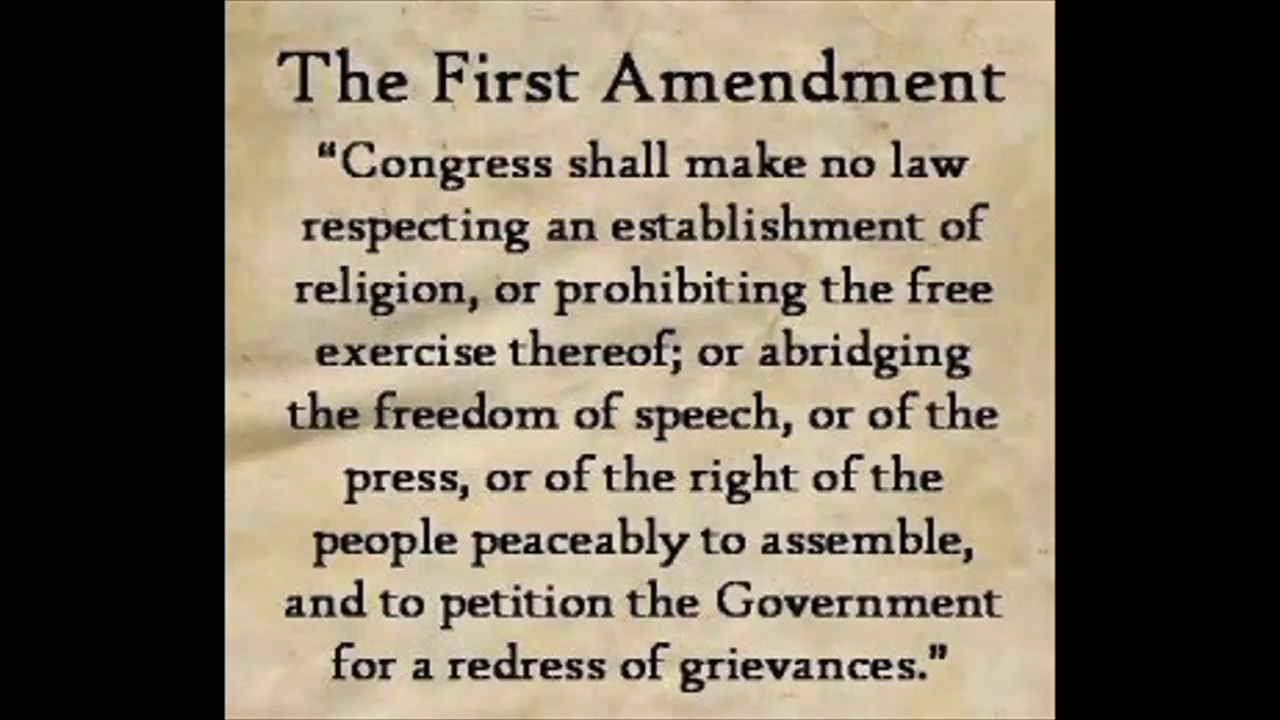 The First Amendment
“Congress shall make no law
respecting an establishment of
religion, or prohibiting the free
exercise thereof; or abridging
the freedom of speech, or of the
press, or of the right of the
people peaceably to assemble,
and to petition the Government
for a redress of grievances.”